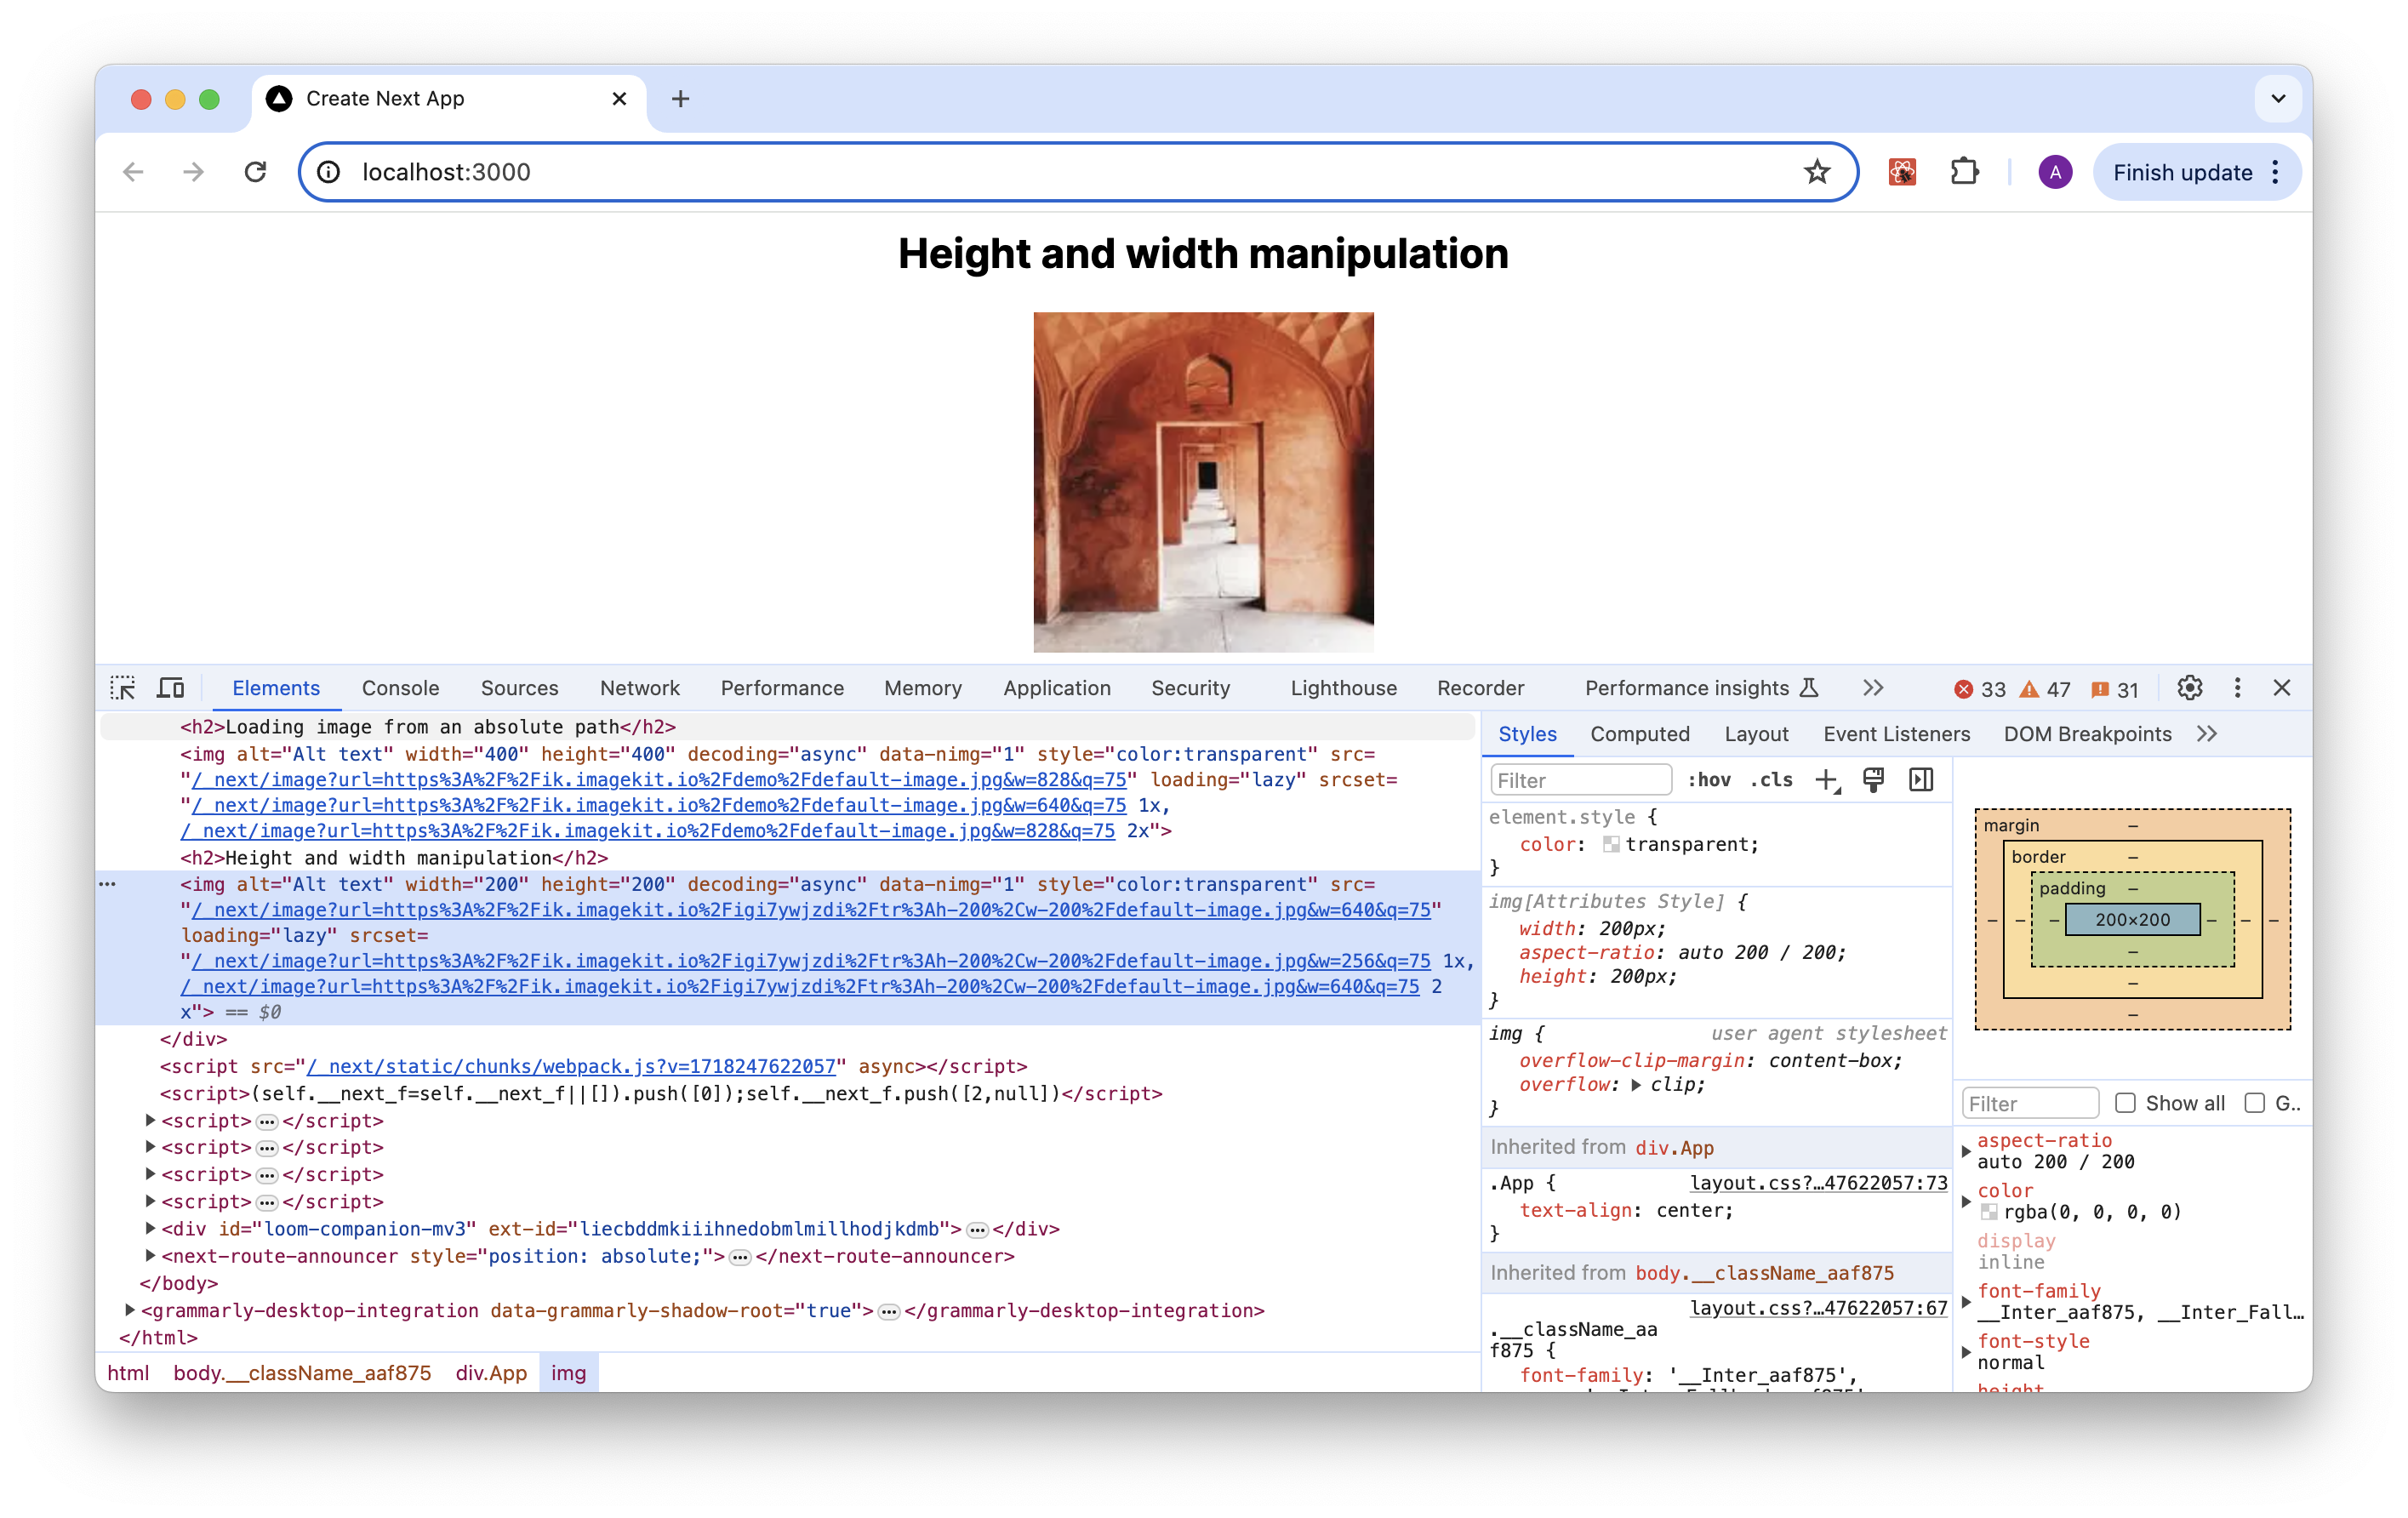 Create Next App
localhost:3000
A
Finish update
Height and width manipulation
Elements Console Sources Network Performance Memory Application Security Lighthouse Recorder Performance insights 33 47 31
<h2>Loading image from an absolute path</h2>
<img alt="Alt text" width="400" height="400" decoding="async" data-nimg="1" style="color:transparent" src=
"/_next/image?url=https%3A%2F%2Fik.imagekit.io%2Fdemo%2Fdefault-image.jpg&w=828&q=75" loading="lazy" srcset=
"/_next/image?url=https%3A%2F%2Fik.imagekit.io%2Fdemo%2Fdefault-image.jpg&w=640&q=75 1x,
/_next/image?url=https%3A%2F%2Fik.imagekit.io%2Fdemo%2Fdefault-image.jpg&w=828&q=75 2x">
<h2>Height and width manipulation</h2>
<img alt="Alt text" width="200" height="200" decoding="async" data-nimg="1" style="color:transparent" src=
"/_next/image?url=https%3A%2F%2Fik.imagekit.io%2Figi7ywjzdi%2Ftr%3Ah-200%2Cw-200%2Fdefault-image.jpg&w=640&q=75"
loading="lazy" srcset=
"/_next/image?url=https%3A%2F%2Fik.imagekit.io%2Figi7ywjzdi%2Ftr%3Ah-200%2Cw-200%2Fdefault-image.jpg&w=256&q=75 1x,
/_next/image?url=https%3A%2F%2Fik.imagekit.io%2Figi7ywjzdi%2Ftr%3Ah-200%2Cw-200%2Fdefault-image.jpg&w=640&q=75 2
x"> == $0
</div>
<script src="/_next/static/chunks/webpack.js?v=1718247622057" async></script>
<script>(self.__next_f=self.__next_f||[]).push([0]);self.__next_f.push([2,null])</script>
<script>…</script>
<script>…</script>
<script>…</script>
<script>…</script>
<div id="loom-companion-mv3" ext-id="liecbddmkiiihnedobmlmillhodjkdmb">…</div>
<next-route-announcer style="position: absolute;">…</next-route-announcer>
</body>
<grammarly-desktop-integration data-grammarly-shadow-root="true">…</grammarly-desktop-integration>
</html>
html body.__className_aaf875 div.App img
Styles Computed Layout Event Listeners DOM Breakpoints
Filter :hov .cls
element.style {
color: transparent;
}
img[Attributes Style] {
width: 200px;
aspect-ratio: auto 200 / 200;
height: 200px;
}
img { user agent stylesheet
overflow-clip-margin: content-box;
overflow: clip;
}
Inherited from div.App
.App { layout.css?…47622057:73
text-align: center;
}
Inherited from body.__className_aaf875
layout.css?…47622057:67
.__className_aa
f875 {
font-family: '__Inter_aaf875',
margin –
border –
padding –
– – – 200×200 – – –
–
–
–
Filter Show all G..
aspect-ratio
auto 200 / 200
color
rgba(0, 0, 0, 0)
display
inline
font-family
__Inter_aaf875, __Inter_Fall…
font-style
normal
height